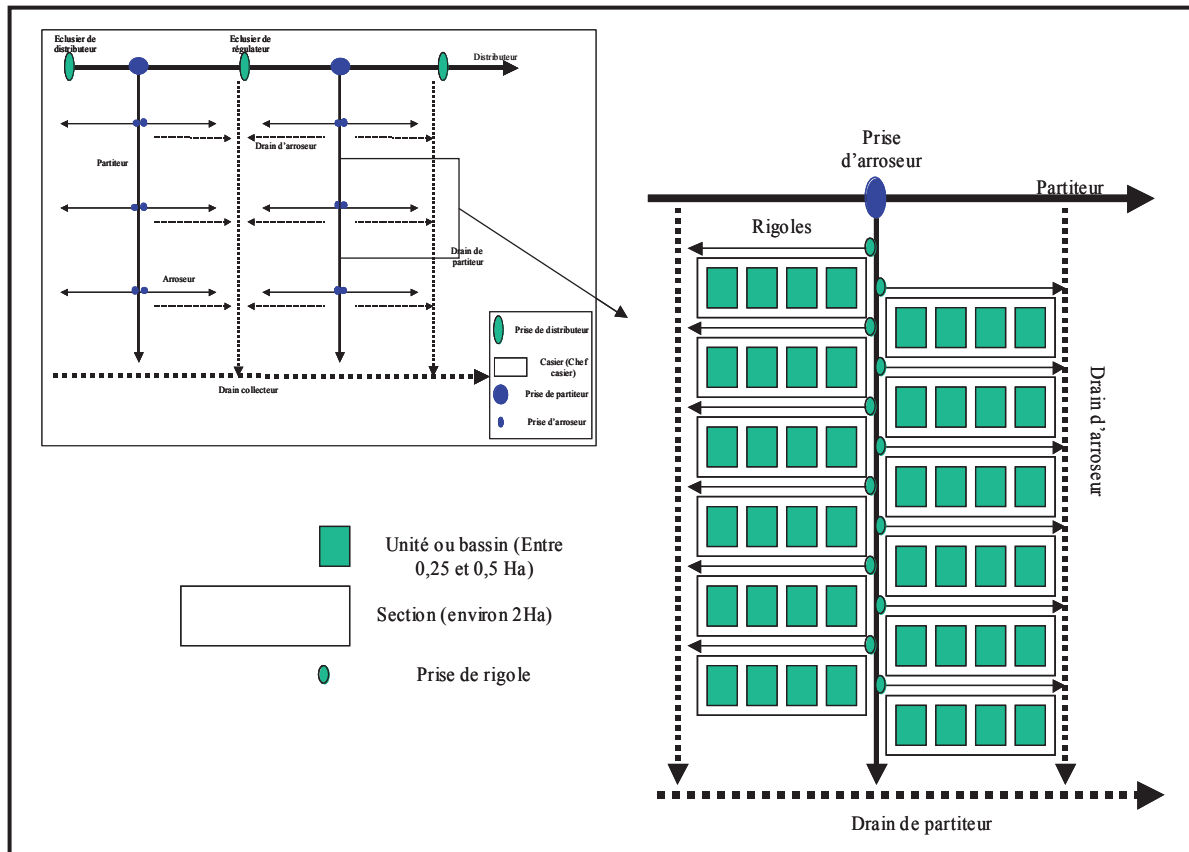 Eclusier de
distributeur
Eclusier de
régulateur
Distributeur
Drain d'arroseur
Partiteur
Drain de
partiteur
Arroseur
Drain collecteur
Prise de distributeur
Casier (Chef
casier)
Prise de partiteur
Prise d'arroseur
Unité ou bassin (Entre
0,25 et 0,5 Ha)
Section (environ 2Ha)
Prise de rigole
Prise
d'arroseur
Partiteur
Rigoles
Drain d'arroseur
Drain de partiteur